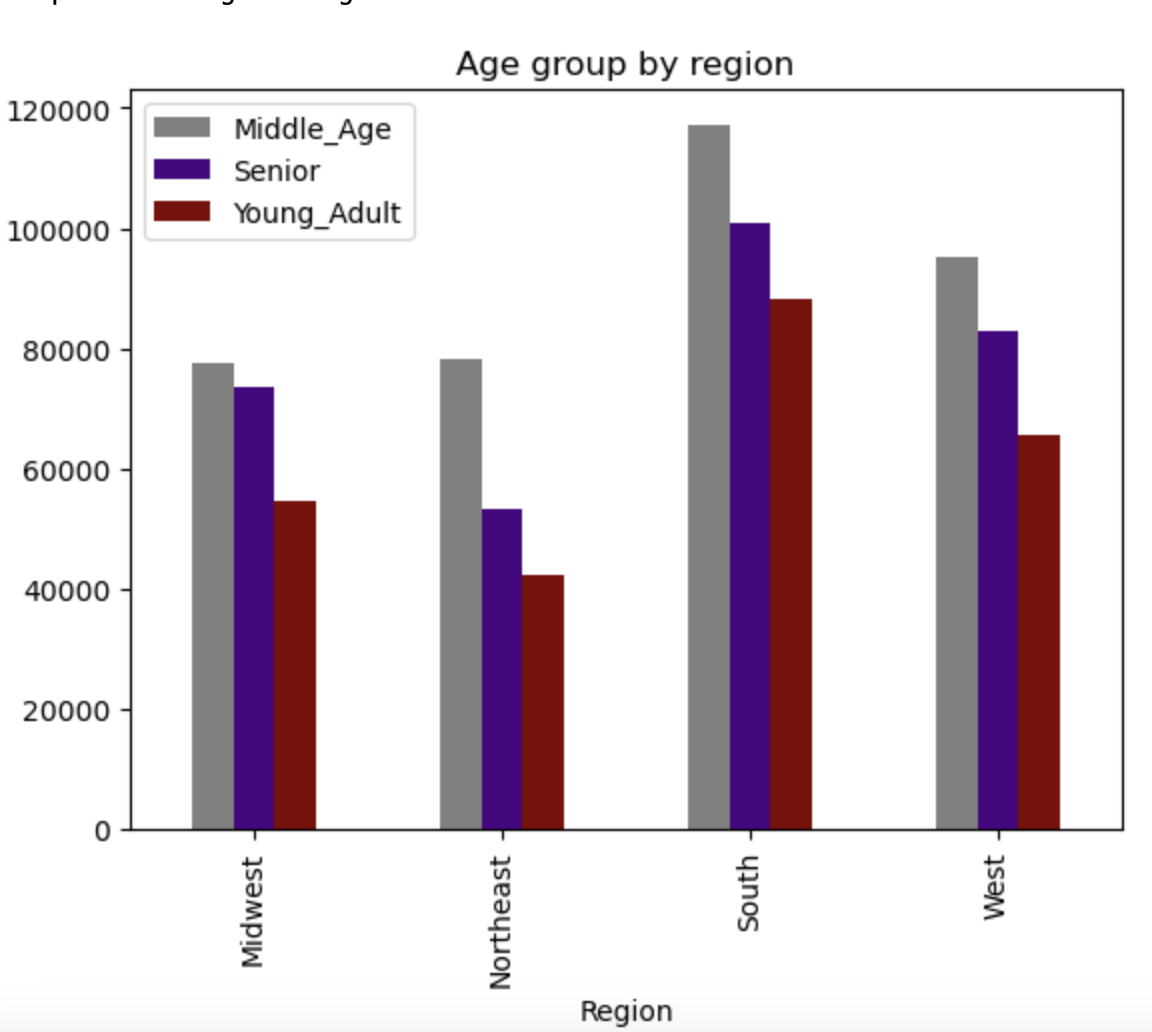 Age group by region
120000
100000
80000
60000
40000
20000
0
Middle_Age
Senior
Young_Adult
Midwest
Northeast
South
West
Region